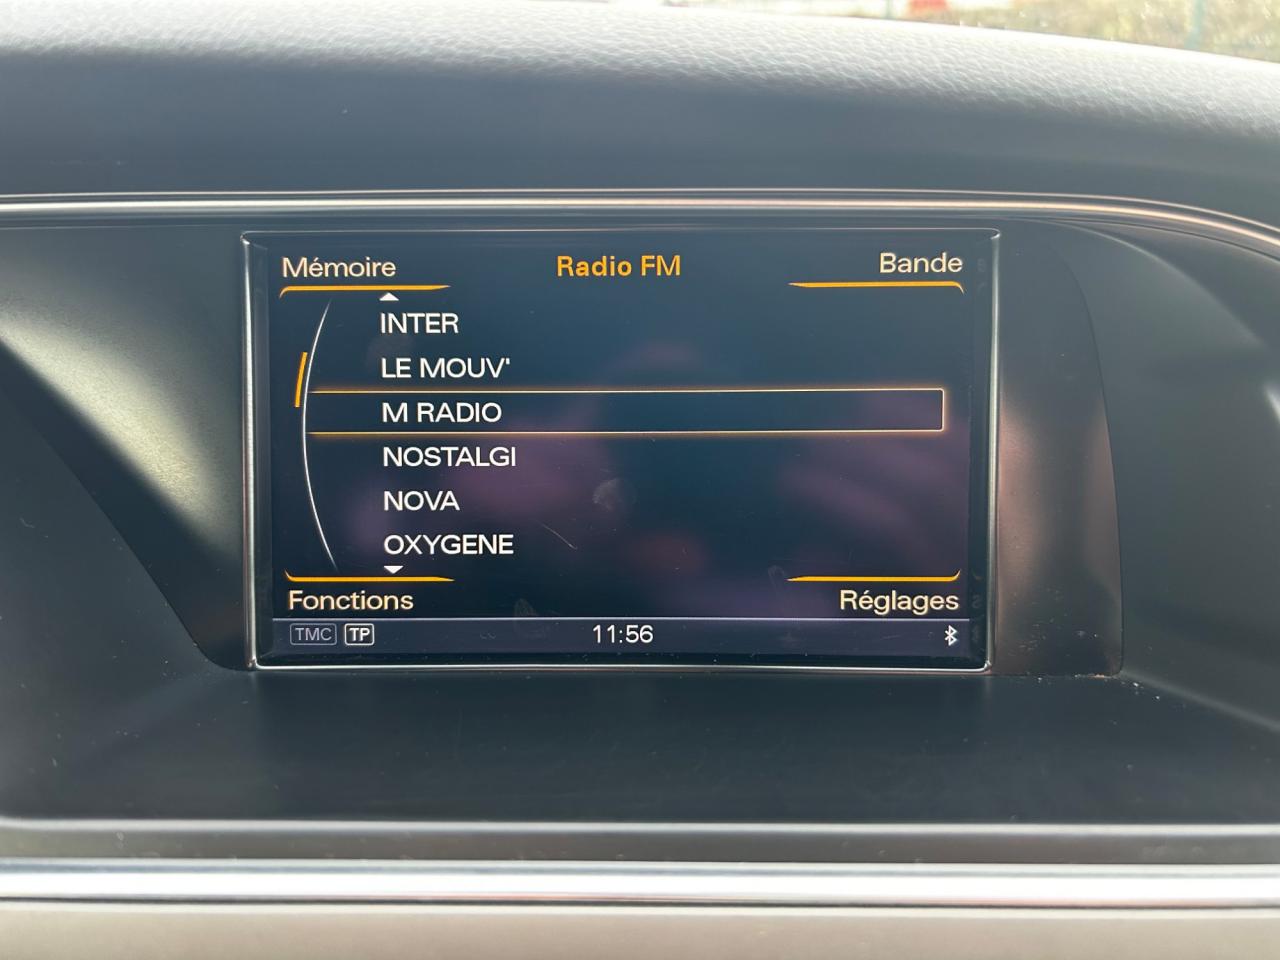 Mémoire Radio FM Bande
INTER
LE MOUV'
M RADIO
NOSTALGI
NOVA
OXYGENE
Fonctions Réglages
TMC TP 11:56